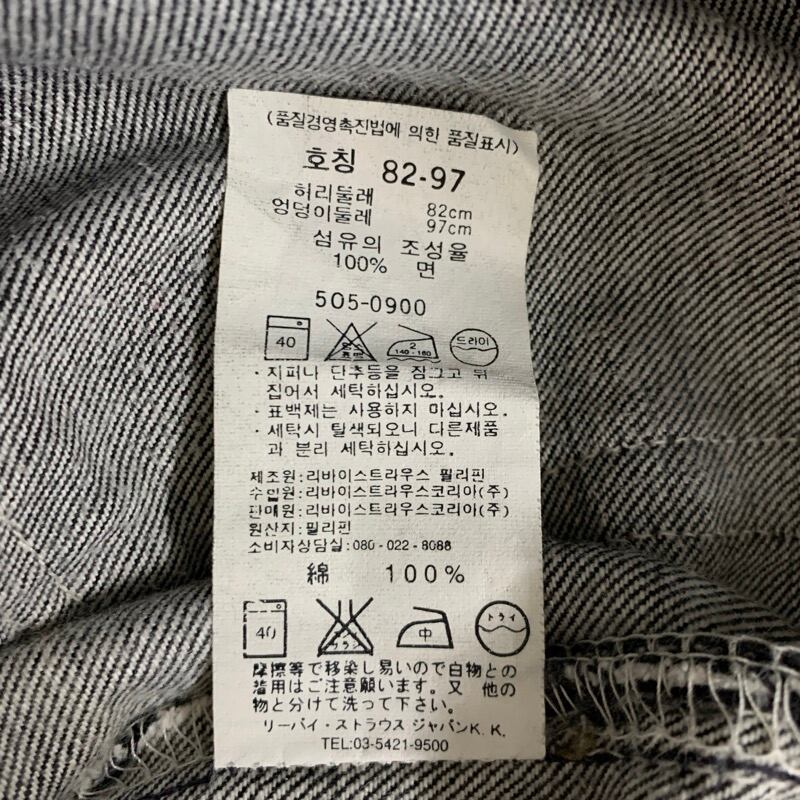 (품질경영촉진법에 의한 품질표시)
호칭 82-97
허리둘레 82cm
엉덩이둘레 97cm
섬유의 조성율
100% 면
505-0900
40 염소표백 2 140-160 드라이
· 지퍼나 단추등을 잠그고 뒤
집어서 세탁하십시오.
· 표백제는 사용하지 마십시오.
· 세탁시 탈색되오니 다른제품
과 분리 세탁하십시오.
제조원:리바이스트라우스 필리핀
수입원:리바이스트라우스코리아(주)
판매원:리바이스트라우스코리아(주)
원산지:필리핀
소비자상담실:080-022-8088
綿 100%
40 エンソサラシ 中 ドライ
摩擦等で移染し易いので白物との
着用はご注意願います。又 他の
物と分けて洗って下さい。
リーバイ・ストラウス ジャパンK.K.
TEL:03-5421-9500